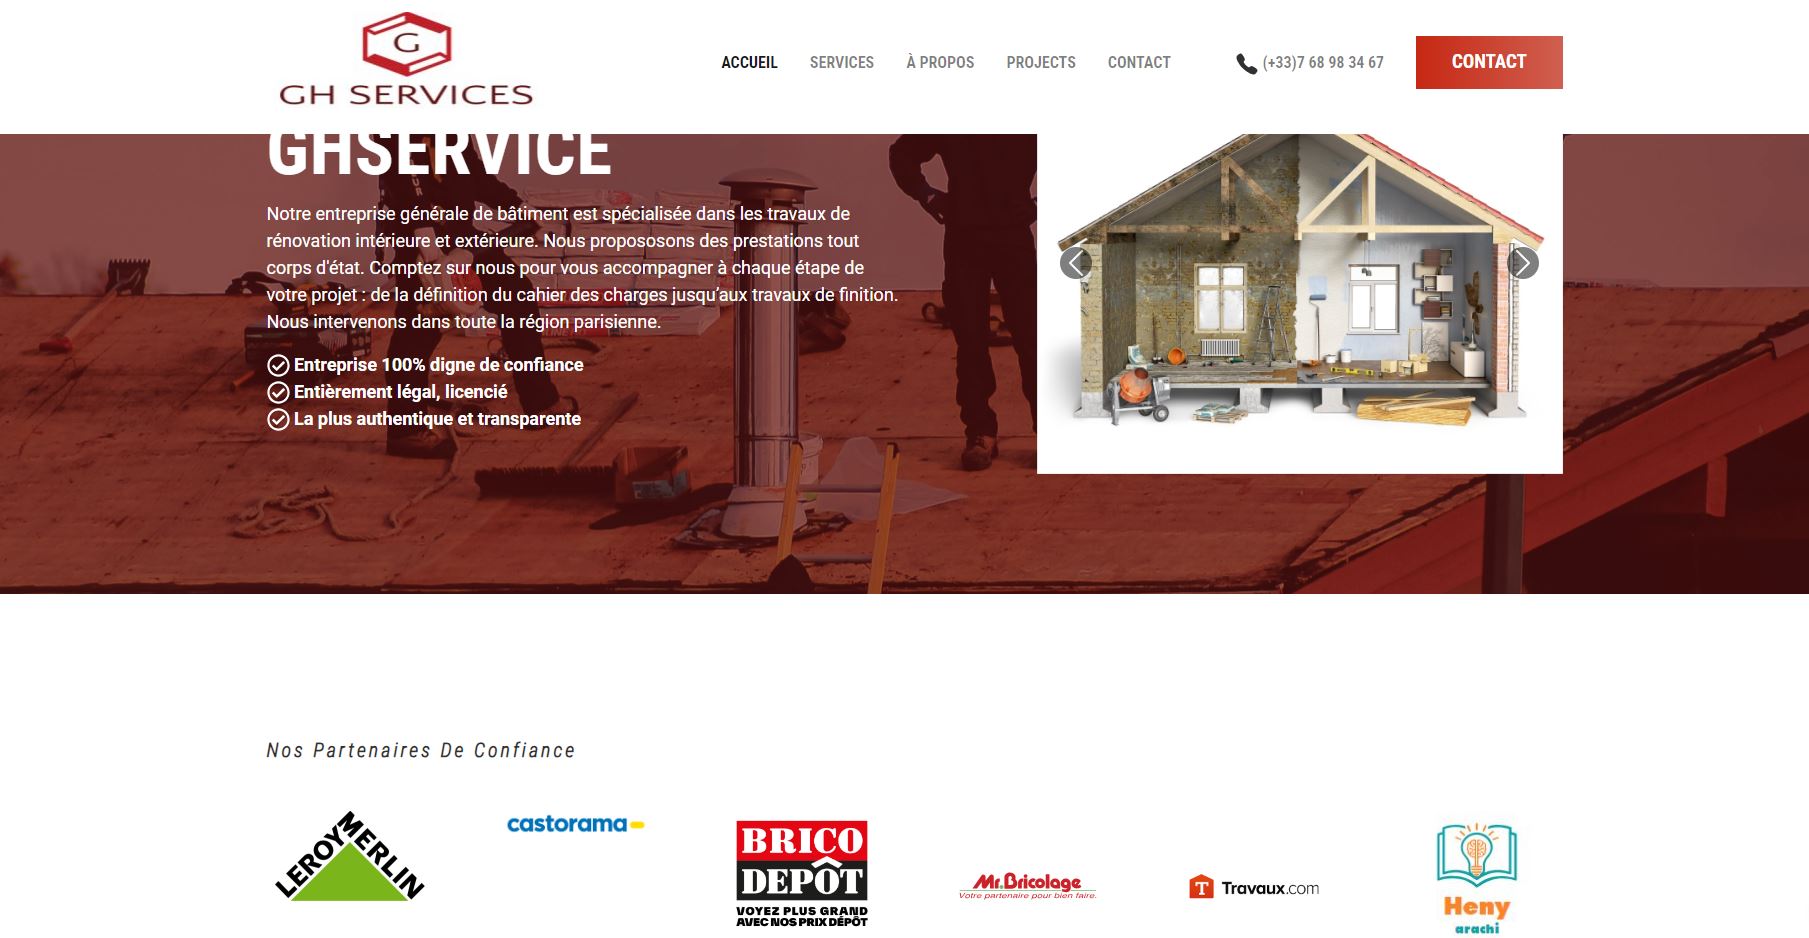 G
GH SERVICES
ACCUEIL
SERVICES
À PROPOS
PROJECTS
CONTACT
(+33)7 68 98 34 67
CONTACT
GHSERVICE
Notre entreprise générale de bâtiment est spécialisée dans les travaux de
rénovation intérieure et extérieure. Nous propososons des prestations tout
corps d'état. Comptez sur nous pour vous accompagner à chaque étape de
votre projet : de la définition du cahier des charges jusqu'aux travaux de finition.
Nous intervenons dans toute la région parisienne.
Entreprise 100% digne de confiance
Entièrement légal, licencié
La plus authentique et transparente
Nos Partenaires De Confiance
LEROY MERLIN
castorama
BRICO
DEPÔT
VOYEZ PLUS GRAND
AVEC NOS PRIX DÉPÔT
Mr.Bricolage
Votre partenaire pour bien faire.
T Travaux.com
Heny
arachi